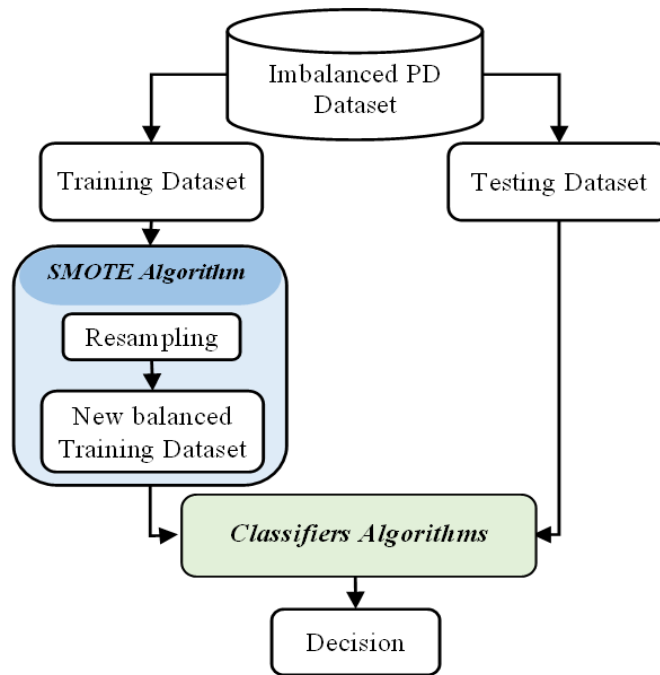 Imbalanced PD
Dataset
Training Dataset
Testing Dataset
SMOTE Algorithm
Resampling
New balanced
Training Dataset
Classifiers Algorithms
Decision